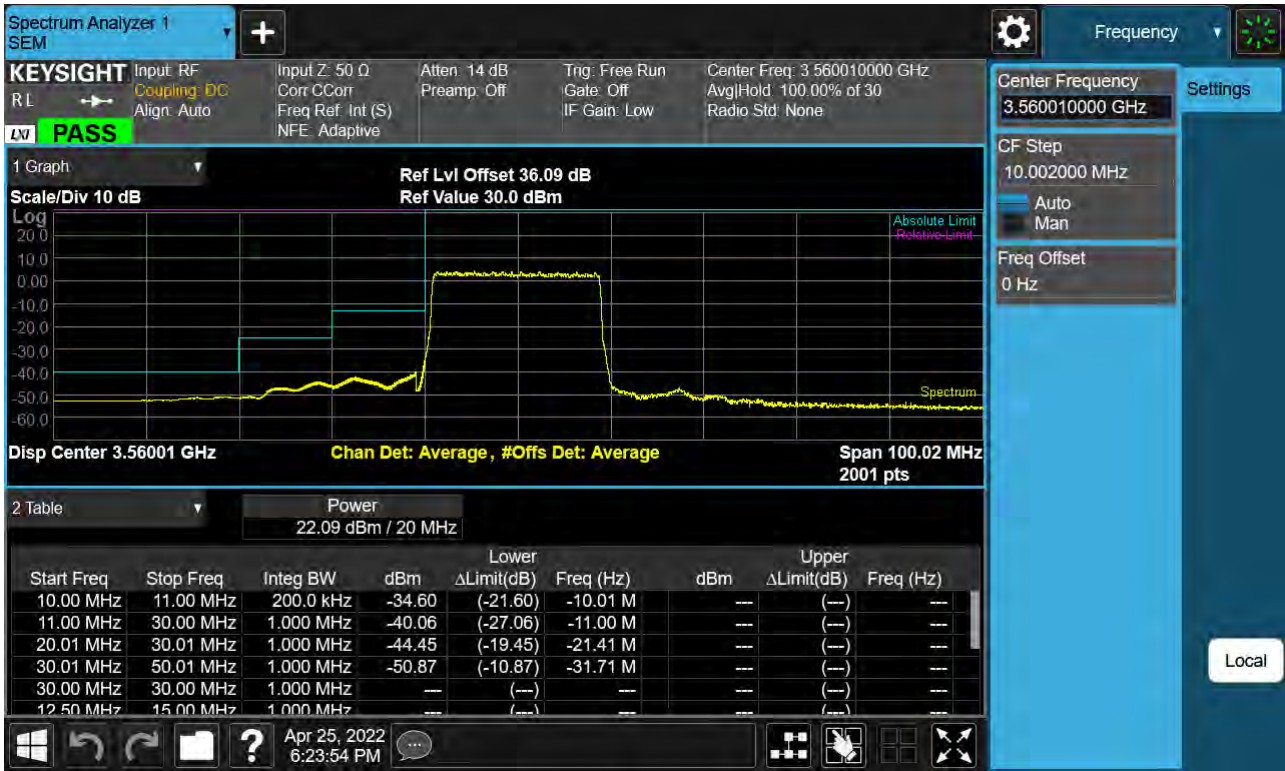 Spectrum Analyzer 1
SEM
+
Frequency
KEYSIGHT
RL
LXI
PASS
Input: RF
Coupling: DC
Align: Auto
Input Z: 50 Ω
Corr CCorr
Freq Ref: Int (S)
NFE: Adaptive
Atten: 14 dB
Preamp: Off
Trig: Free Run
Gate: Off
IF Gain: Low
Center Freq: 3.560010000 GHz
Avg|Hold: 100.00% of 30
Radio Std: None
Center Frequency
3.560010000 GHz
Settings
CF Step
10.002000 MHz
Auto
Man
Freq Offset
0 Hz
Local
1 Graph
Ref Lvl Offset 36.09 dB
Scale/Div 10 dB
Ref Value 30.0 dBm
Log
Absolute Limit
Relative Limit
20.0
10.0
0.00
-10.0
-20.0
-30.0
-40.0
-50.0
-60.0
Spectrum
Disp Center 3.56001 GHz
Chan Det: Average, #Offs Det: Average
Span 100.02 MHz
2001 pts
2 Table
Power
22.09 dBm / 20 MHz
Lower Upper
Start Freq Stop Freq Integ BW dBm ΔLimit(dB) Freq (Hz) dBm ΔLimit(dB) Freq (Hz)
10.00 MHz 11.00 MHz 200.0 kHz -34.60 (-21.60) -10.01 M --- (---) ---
11.00 MHz 30.00 MHz 1.000 MHz -40.06 (-27.06) -11.00 M --- (---) ---
20.01 MHz 30.01 MHz 1.000 MHz -44.45 (-19.45) -21.41 M --- (---) ---
30.01 MHz 50.01 MHz 1.000 MHz -50.87 (-10.87) -31.71 M --- (---) ---
30.00 MHz 30.00 MHz 1.000 MHz --- (---) --- --- (---) ---
12.50 MHz 15.00 MHz 1.000 MHz --- (---) --- --- (---) ---
?
Apr 25, 2022
6:23:54 PM